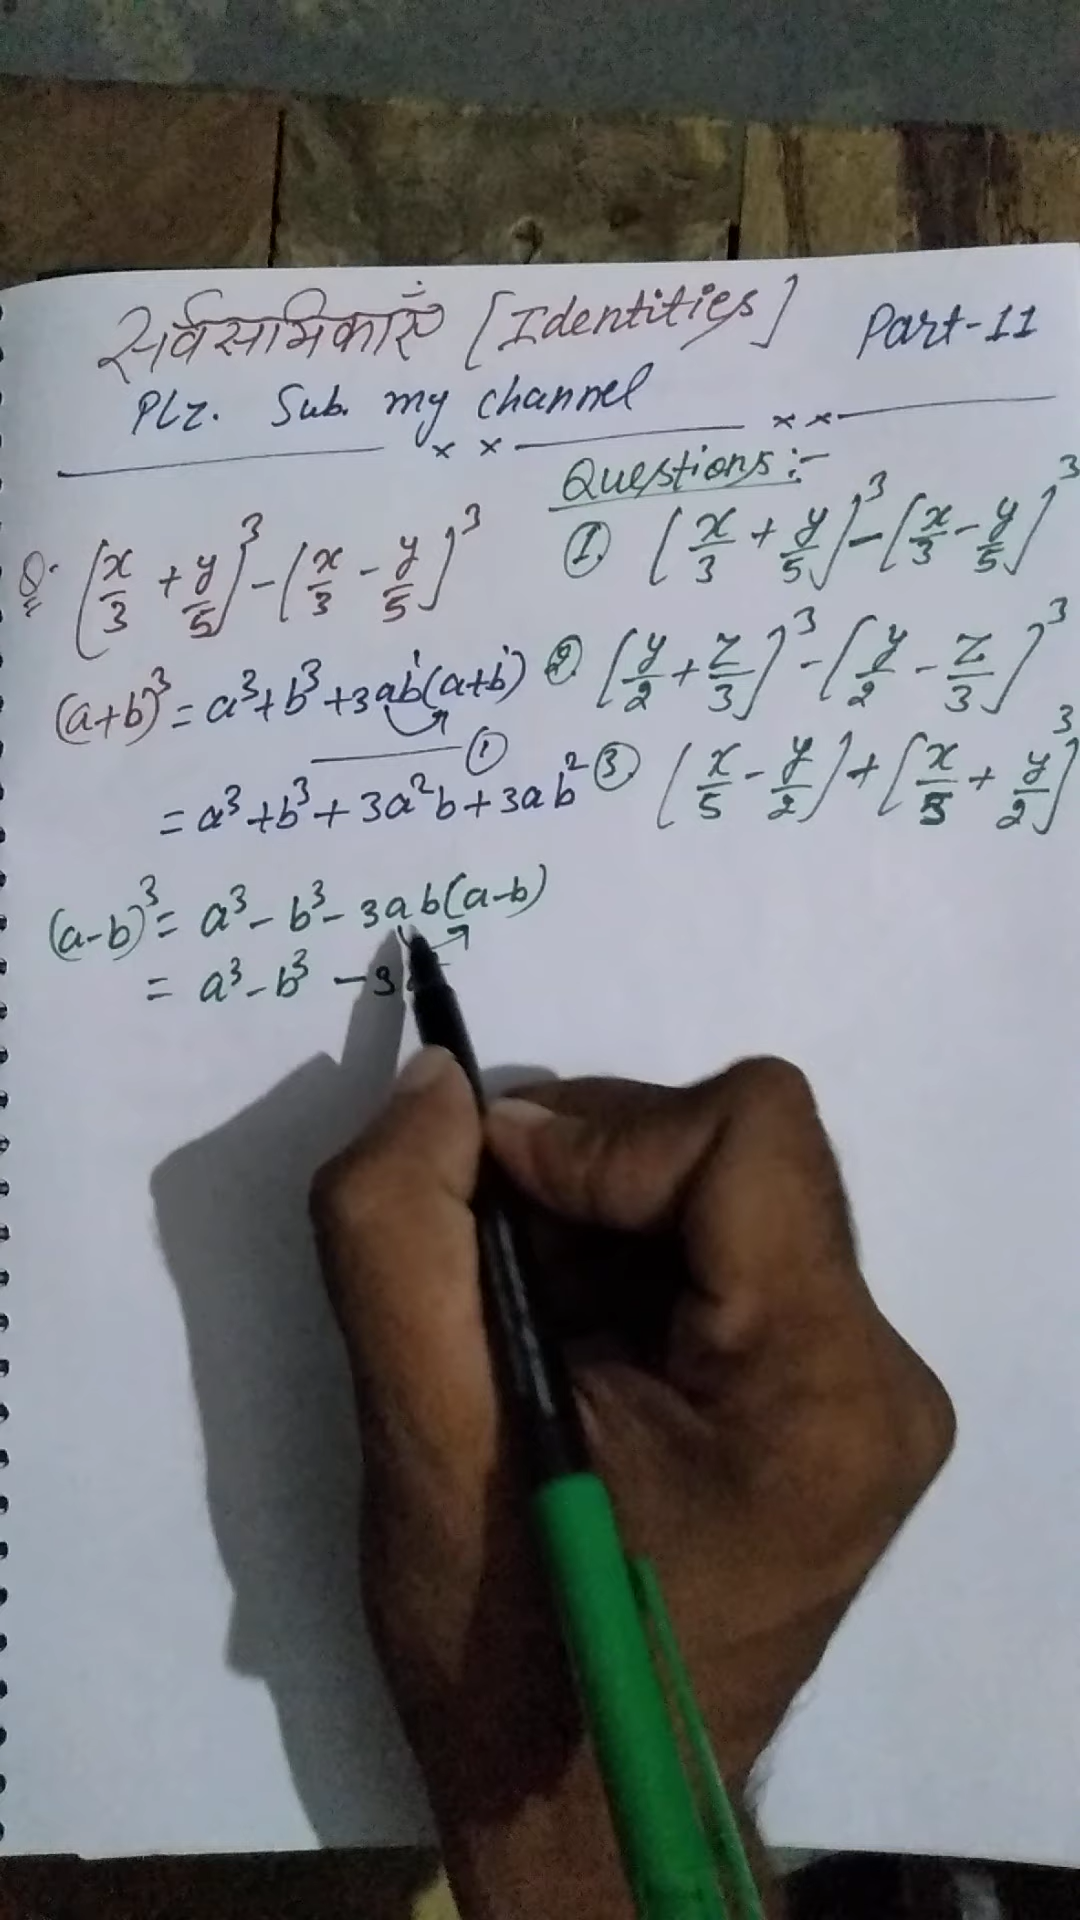 सर्वसामिकाएँ [Identities] Part-11
Plz. Sub. my channel
Questions:-
Q. [x/3 + y/5]³ - [x/3 - y/5]³
(a+b)³ = a³+b³+3ab(a+b)
①
= a³+b³+3a²b+3ab²
(a-b)³ = a³-b³-3ab(a-b)
= a³-b³ -3
① [x/3 + y/5]³ - [x/3 - y/5]³
② [y/2 + z/3]³ - [y/2 - z/3]³
③ [x/5 - y/2] + [x/5 + y/2]³